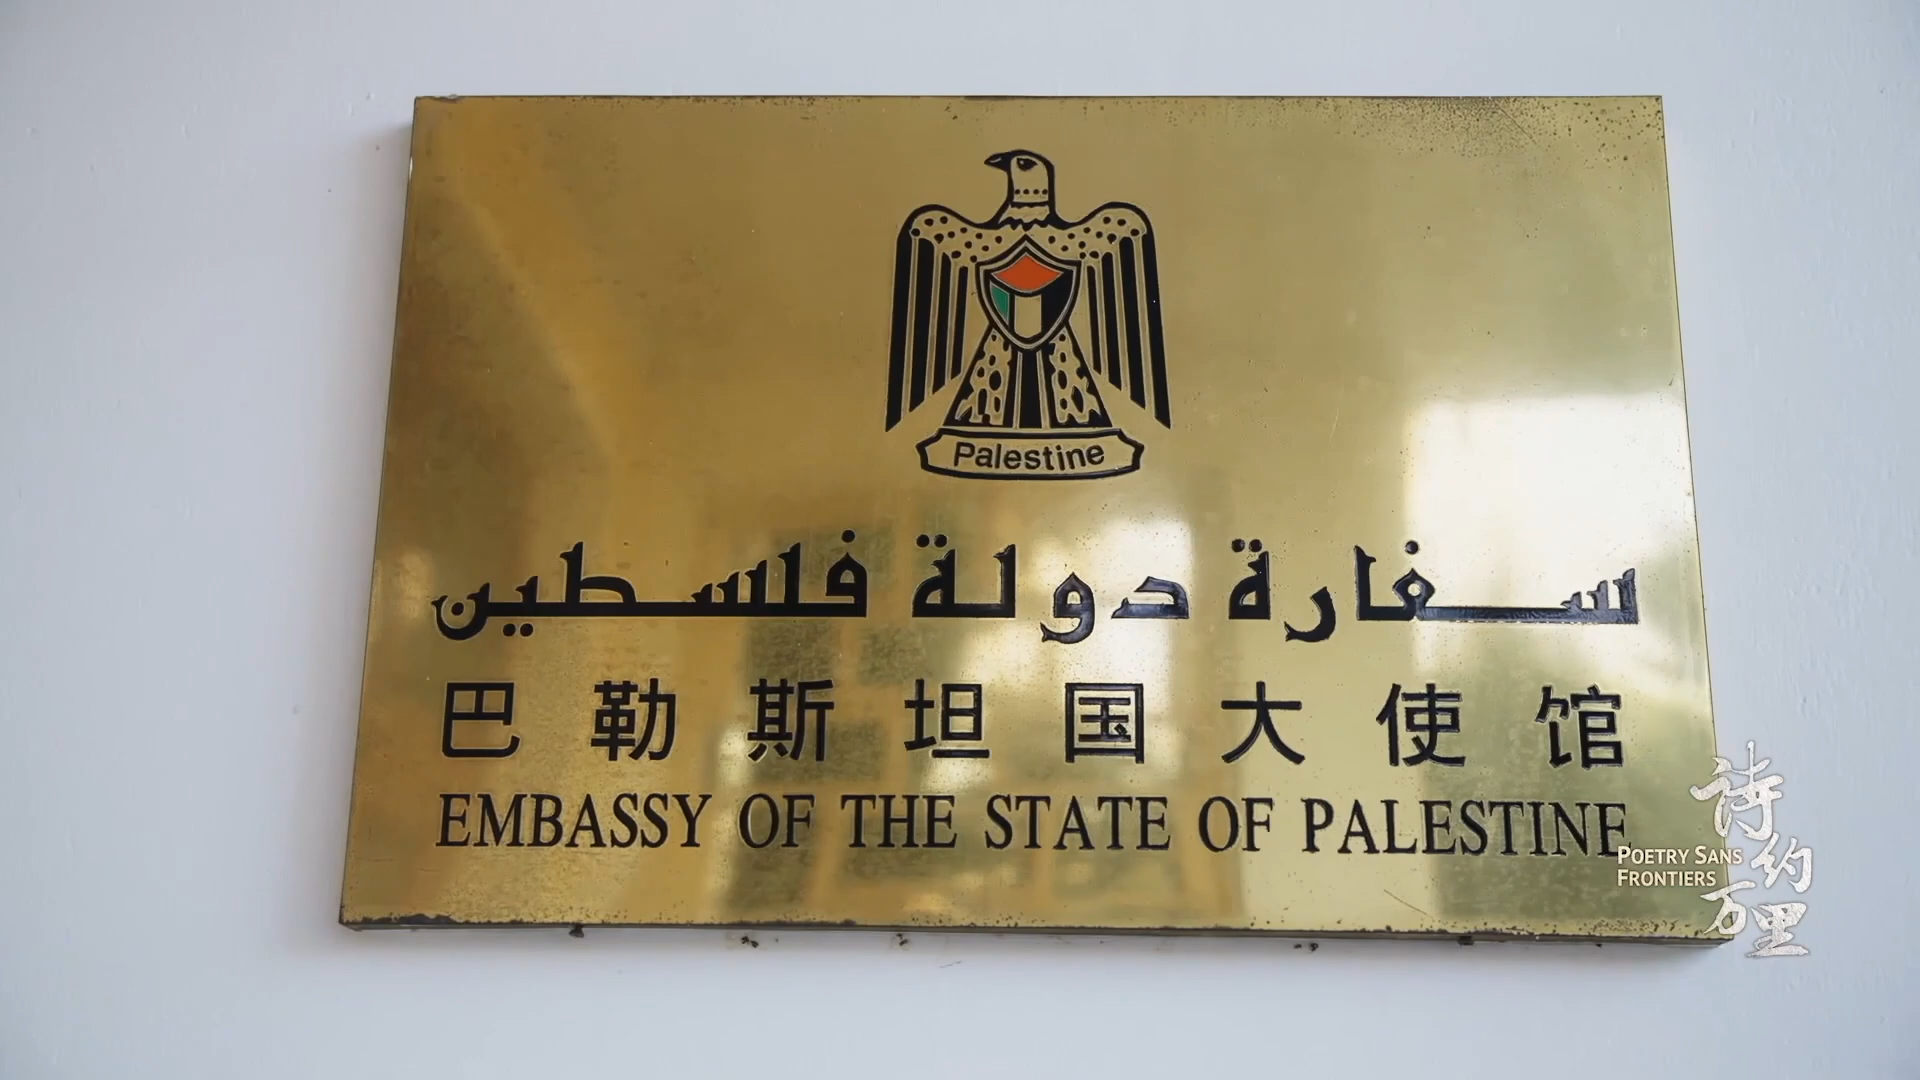 Palestine
سفارة دولة فلسطين
巴勒斯坦国大使馆
EMBASSY OF THE STATE OF PALESTINE
诗约万里
POETRY SANS
FRONTIERS